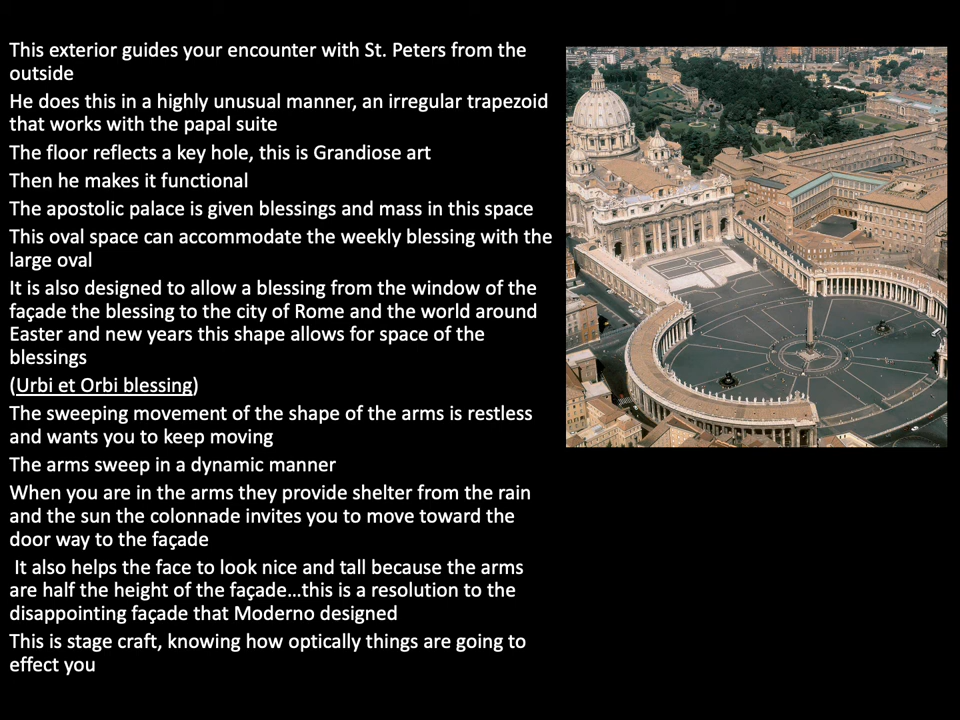 This exterior guides your encounter with St. Peters from the
outside
He does this in a highly unusual manner, an irregular trapezoid
that works with the papal suite
The floor reflects a key hole, this is Grandiose art
Then he makes it functional
The apostolic palace is given blessings and mass in this space
This oval space can accommodate the weekly blessing with the
large oval
It is also designed to allow a blessing from the window of the
façade the blessing to the city of Rome and the world around
Easter and new years this shape allows for space of the
blessings
(Urbi et Orbi blessing)
The sweeping movement of the shape of the arms is restless
and wants you to keep moving
The arms sweep in a dynamic manner
When you are in the arms they provide shelter from the rain
and the sun the colonnade invites you to move toward the
door way to the façade
It also helps the face to look nice and tall because the arms
are half the height of the façade…this is a resolution to the
disappointing façade that Moderno designed
This is stage craft, knowing how optically things are going to
effect you